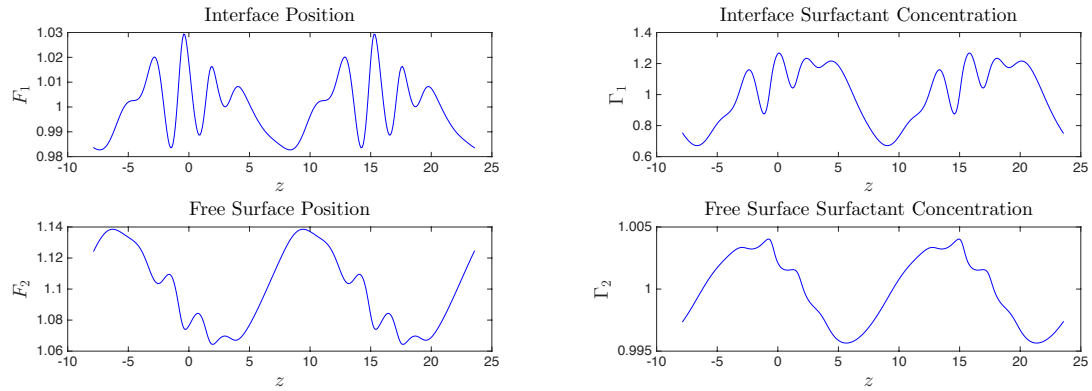 Interface Position
1.03
1.02
1.01
1
0.99
0.98
F1
-10 -5 0 5 10 15 20 25
z
Interface Surfactant Concentration
1.4
1.2
1
0.8
0.6
Γ1
-10 -5 0 5 10 15 20 25
z
Free Surface Position
1.14
1.12
1.1
1.08
1.06
F2
-10 -5 0 5 10 15 20 25
z
Free Surface Surfactant Concentration
1.005
1
0.995
Γ2
-10 -5 0 5 10 15 20 25
z